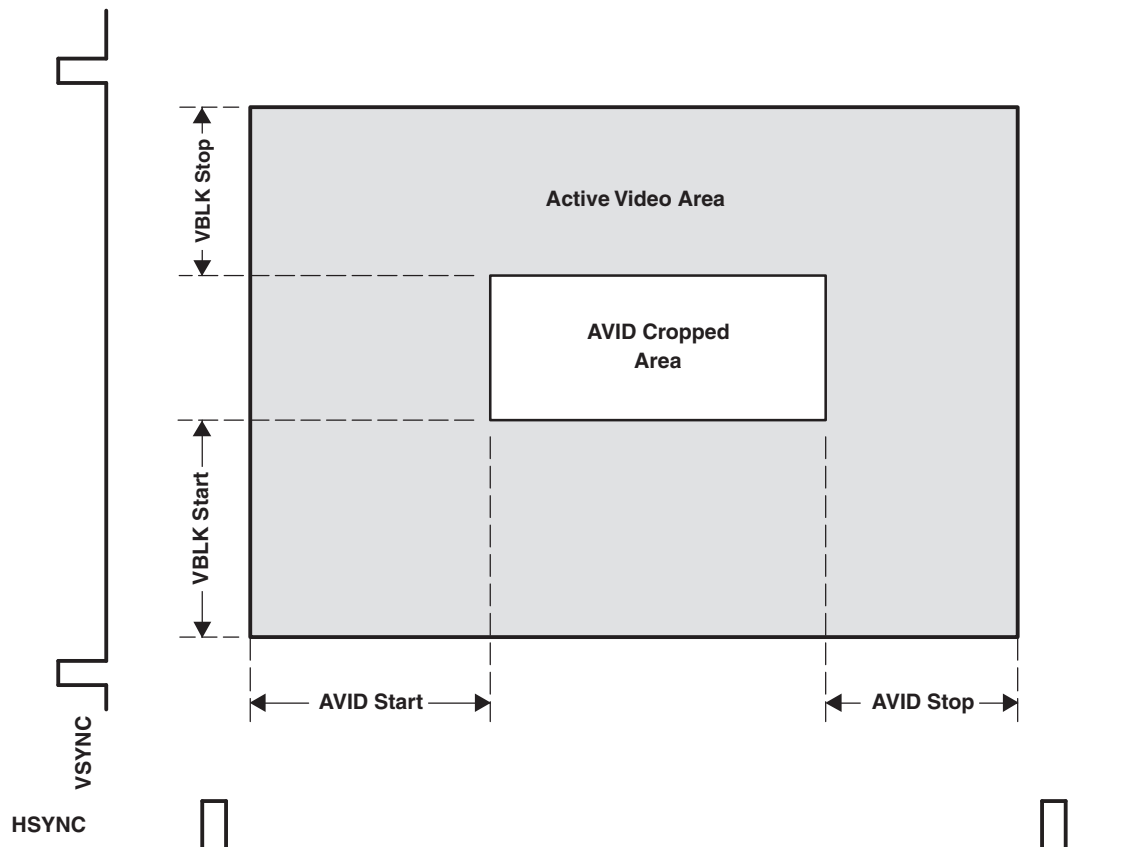 VBLK Stop
Active Video Area
AVID Cropped
Area
VBLK Start
AVID Start
AVID Stop
VSYNC
HSYNC